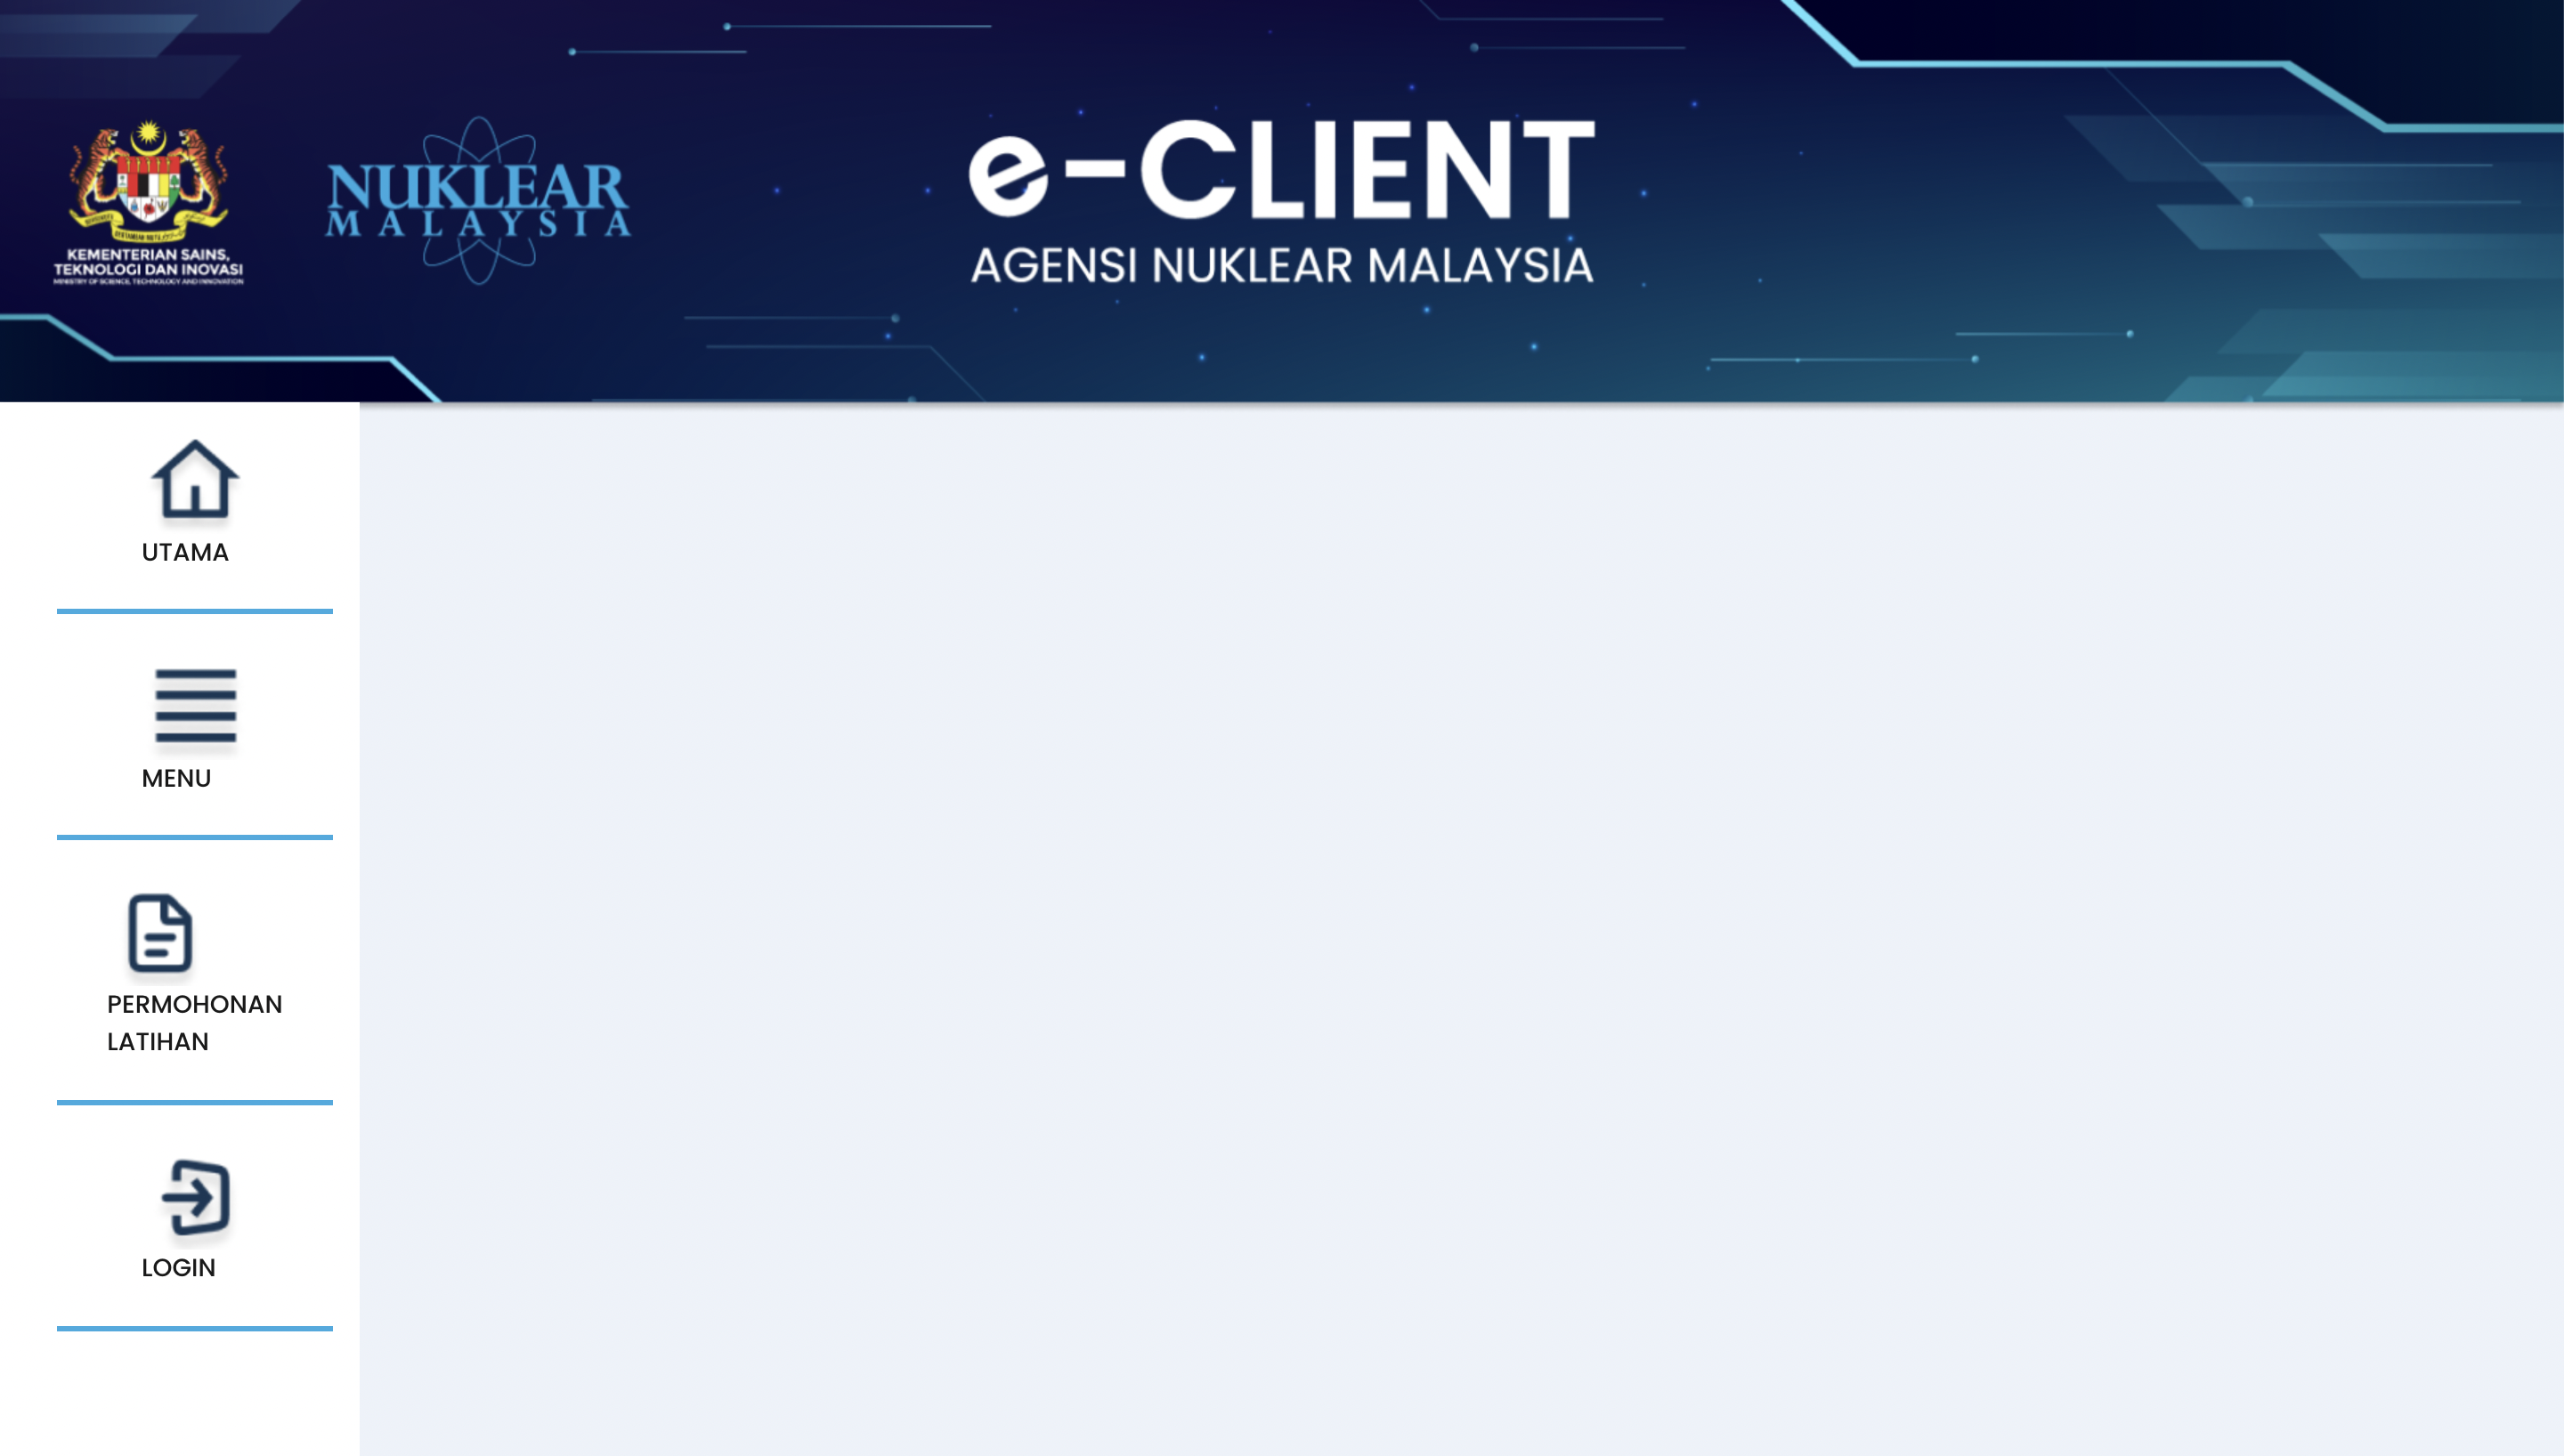 KEMENTERIAN SAINS,
TEKNOLOGI DAN INOVASI
MINISTRY OF SCIENCE, TECHNOLOGY AND INNOVATION
NUKLEAR
MALAYSIA
e-CLIENT
AGENSI NUKLEAR MALAYSIA
UTAMA
MENU
PERMOHONAN
LATIHAN
LOGIN